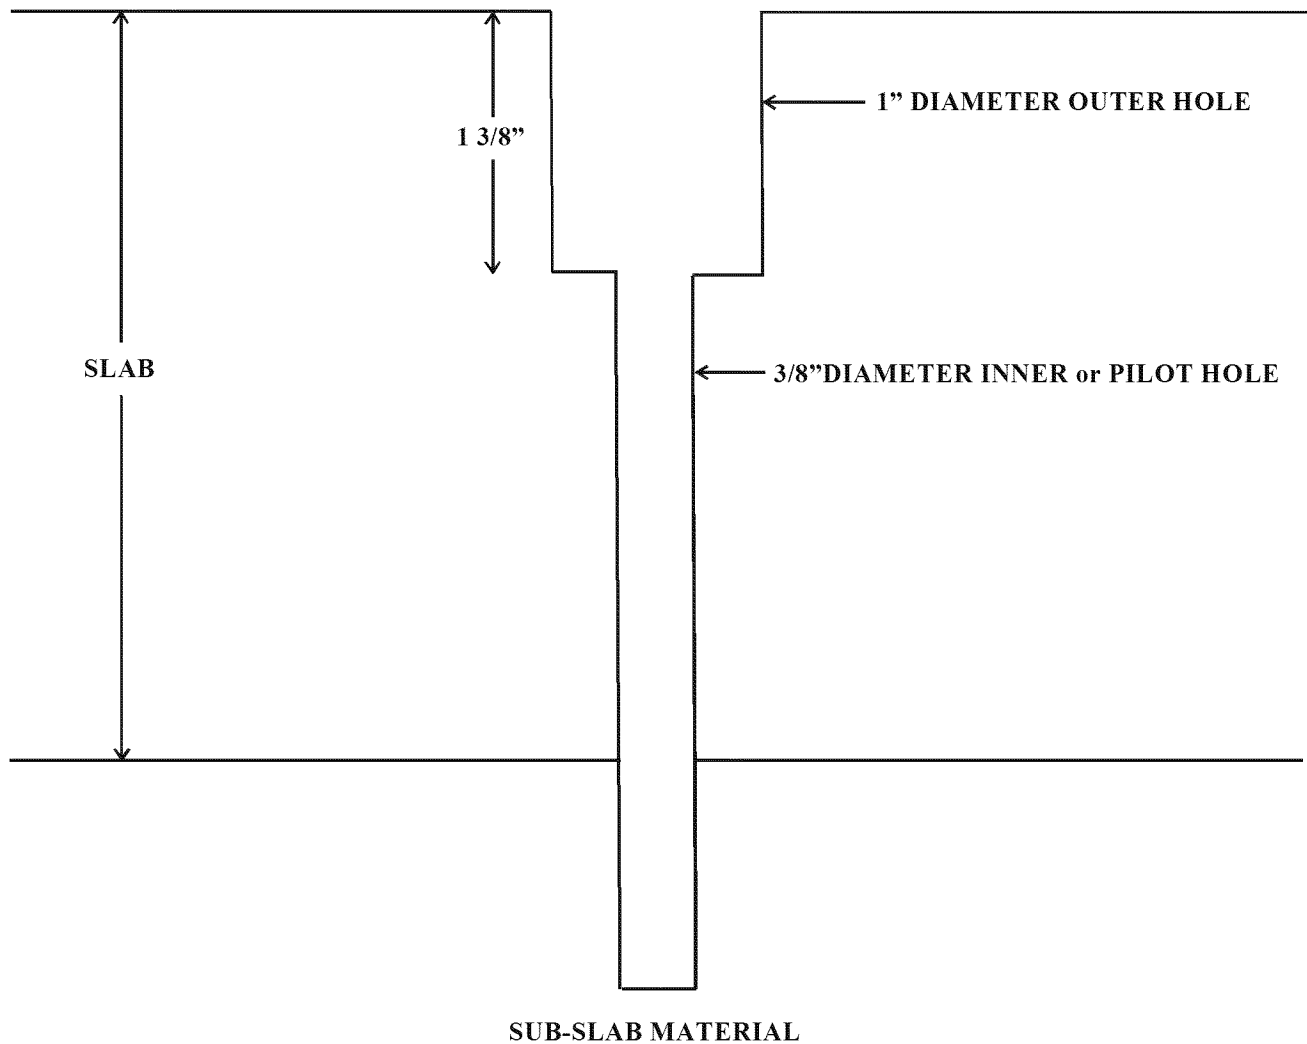 1” DIAMETER OUTER HOLE
1 3/8”
SLAB
3/8”DIAMETER INNER or PILOT HOLE
SUB-SLAB MATERIAL